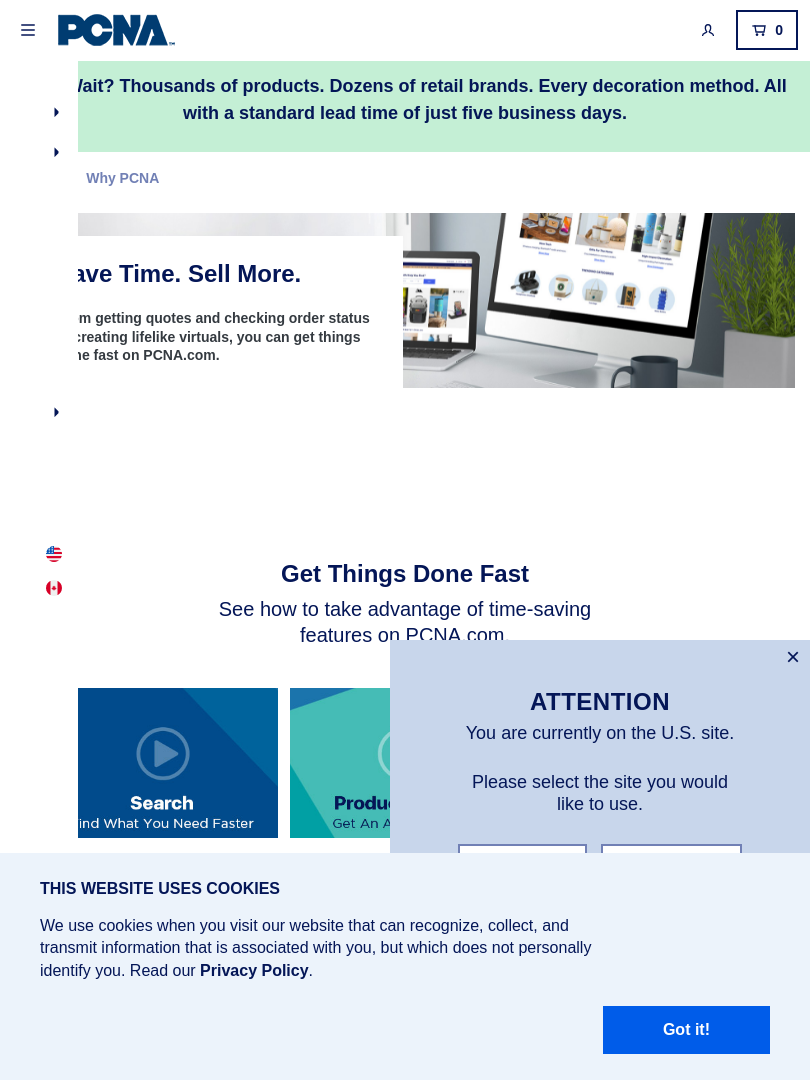 PCNA
0
Wait? Thousands of products. Dozens of retail brands. Every decoration method. All
with a standard lead time of just five business days.
Why PCNA
ave Time. Sell More.
m getting quotes and checking order status
creating lifelike virtuals, you can get things
ne fast on PCNA.com.
Get Things Done Fast
See how to take advantage of time-saving
features on PCNA.com.
ATTENTION
You are currently on the U.S. site.
Please select the site you would
like to use.
Search
ind What You Need Faster
Produc
Get An A
THIS WEBSITE USES COOKIES
We use cookies when you visit our website that can recognize, collect, and
transmit information that is associated with you, but which does not personally
identify you. Read our Privacy Policy.
Got it!